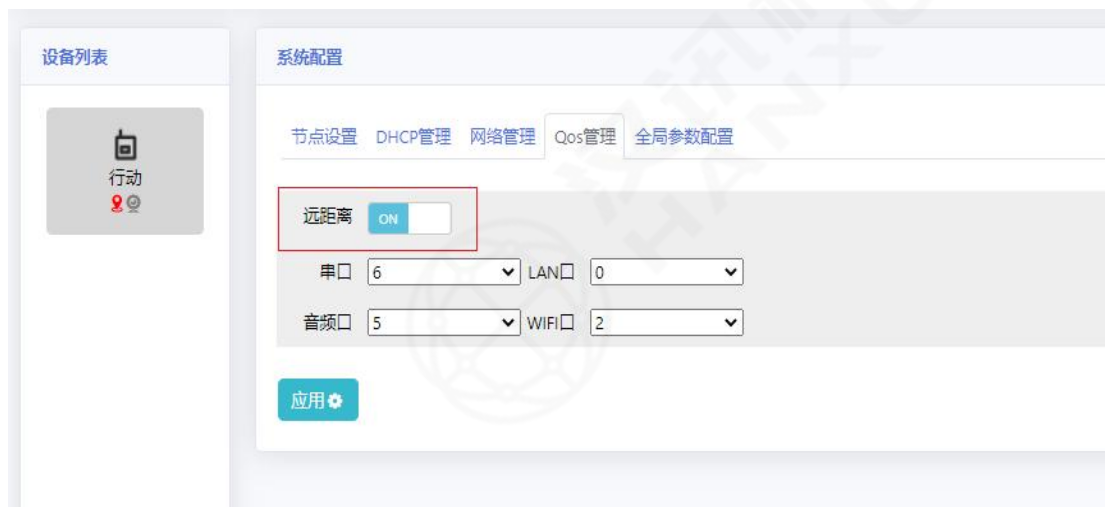 设备列表
行动
系统配置
节点设置 DHCP管理 网络管理 Qos管理 全局参数配置
远距离 ON
串口 6 LAN口 0
音频口 5 WIFI口 2
应用